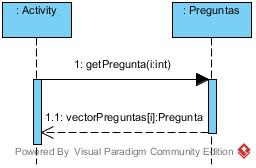 : Activity
: Preguntas
1: getPregunta(i:int)
1.1: vectorPreguntas[i]:Pregunta
Powered By Visual Paradigm Community Edition